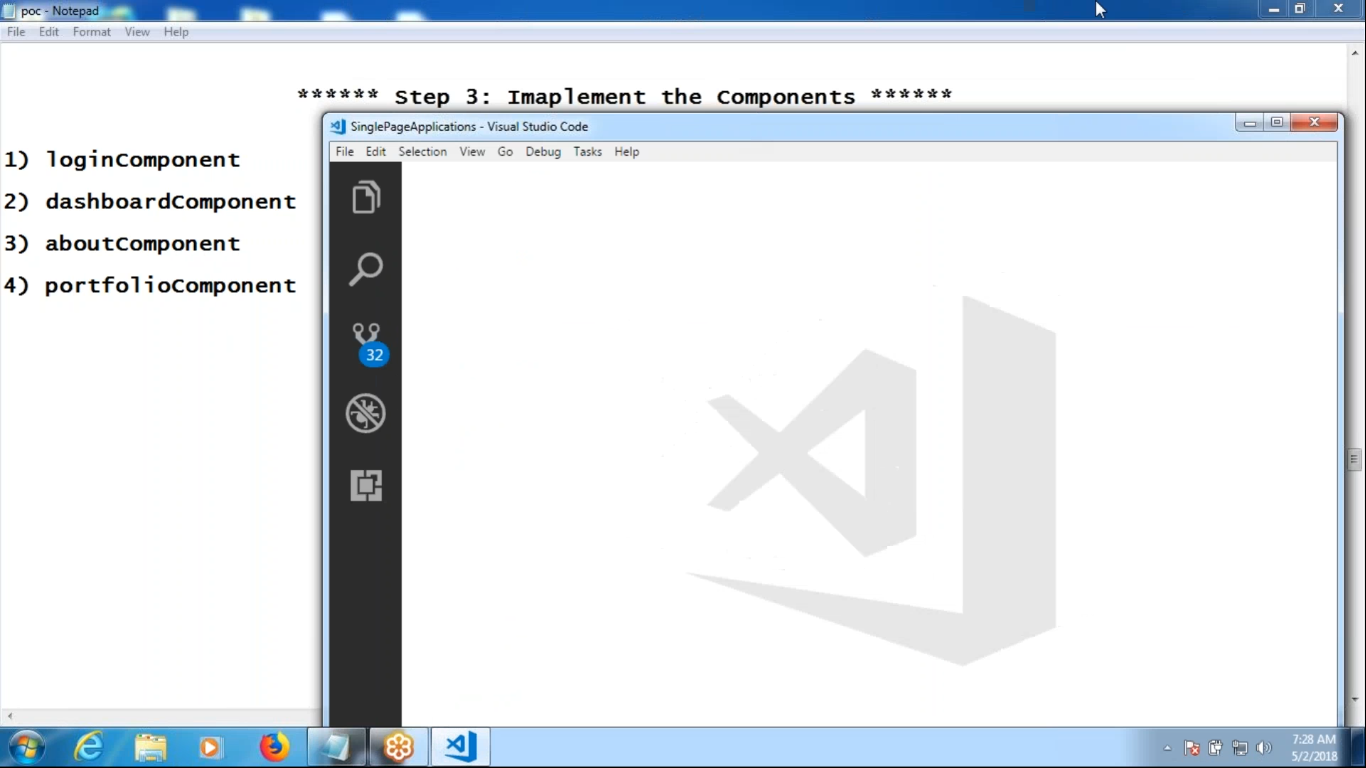 poc - Notepad
File Edit Format View Help
****** Step 3: Imaplement the Components ******
1) loginComponent
2) dashboardComponent
3) aboutComponent
4) portfolioComponent
SinglePageApplications - Visual Studio Code
File Edit Selection View Go Debug Tasks Help
32
7:28 AM
5/2/2018